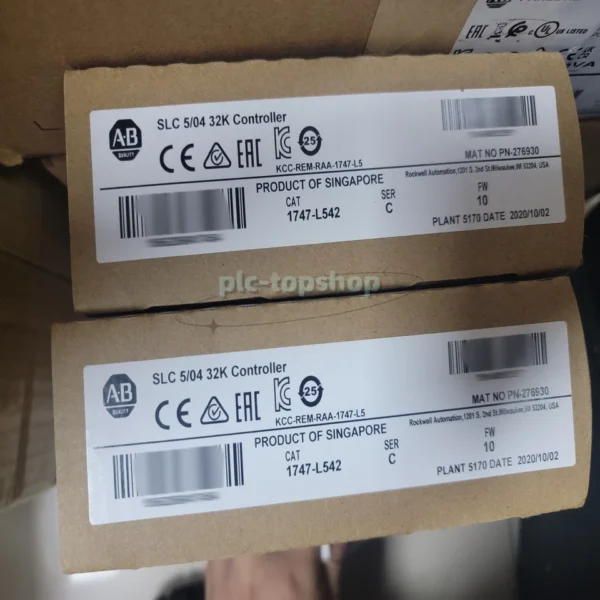 EAC
C UL US LISTED
SLC 5/04 32K Controller
A-B
QUALITY
CE
EAC
25
KCC-REM-RAA-1747-L5
MAT NO PN-276930
Rockwell Automation,1201 S. 2nd St.Milwaukee,WI 53204, USA
PRODUCT OF SINGAPORE
CAT
SER
FW
1747-L542
C
10
PLANT 5170 DATE 2020/10/02
plc-topshop
SLC 5/04 32K Controller
A-B
QUALITY
CE
EAC
25
KCC-REM-RAA-1747-L5
MAT NO PN-276930
Rockwell Automation,1201 S. 2nd St.Milwaukee,WI 53204, USA
PRODUCT OF SINGAPORE
CAT
SER
FW
1747-L542
C
10
PLANT 5170 DATE 2020/10/02